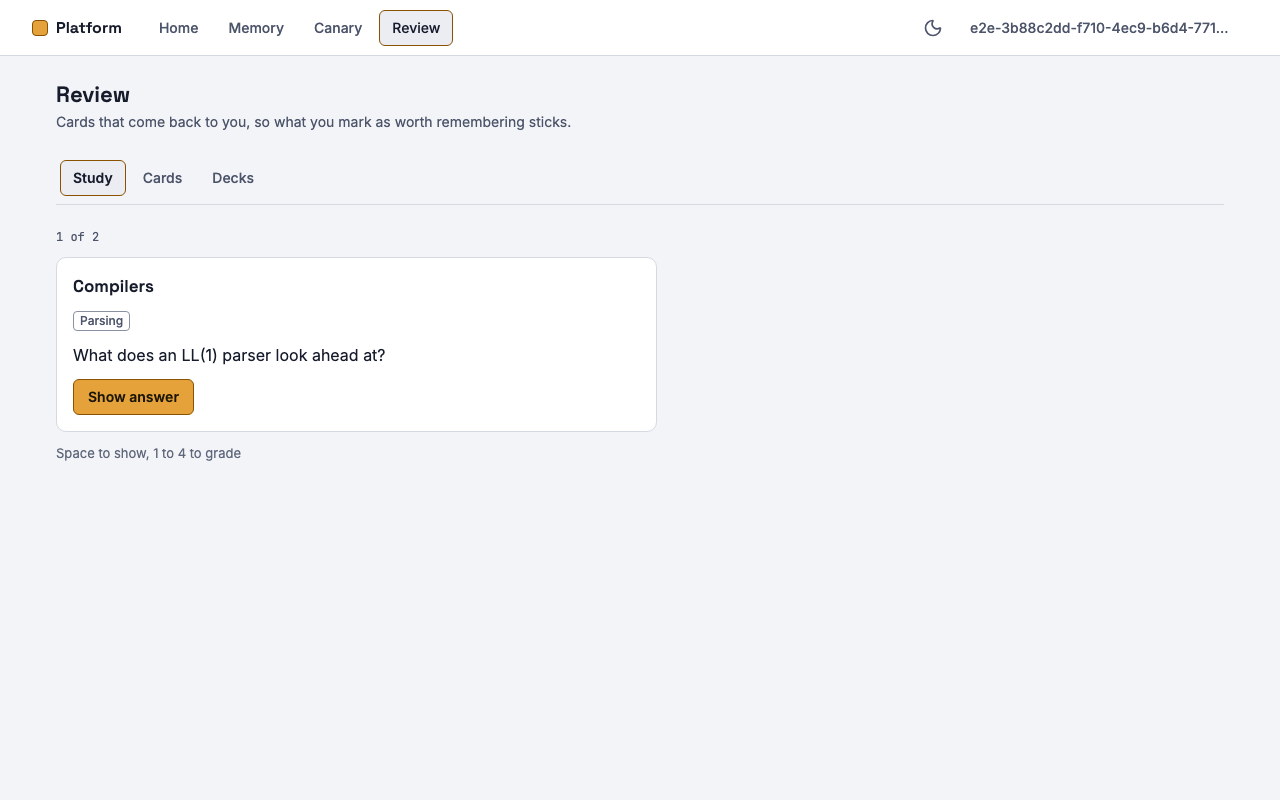 Platform
Home
Memory
Canary
Review
e2e-3b88c2dd-f710-4ec9-b6d4-771...
Review
Cards that come back to you, so what you mark as worth remembering sticks.
Study
Cards
Decks
1 of 2
Compilers
Parsing
What does an LL(1) parser look ahead at?
Show answer
Space to show, 1 to 4 to grade